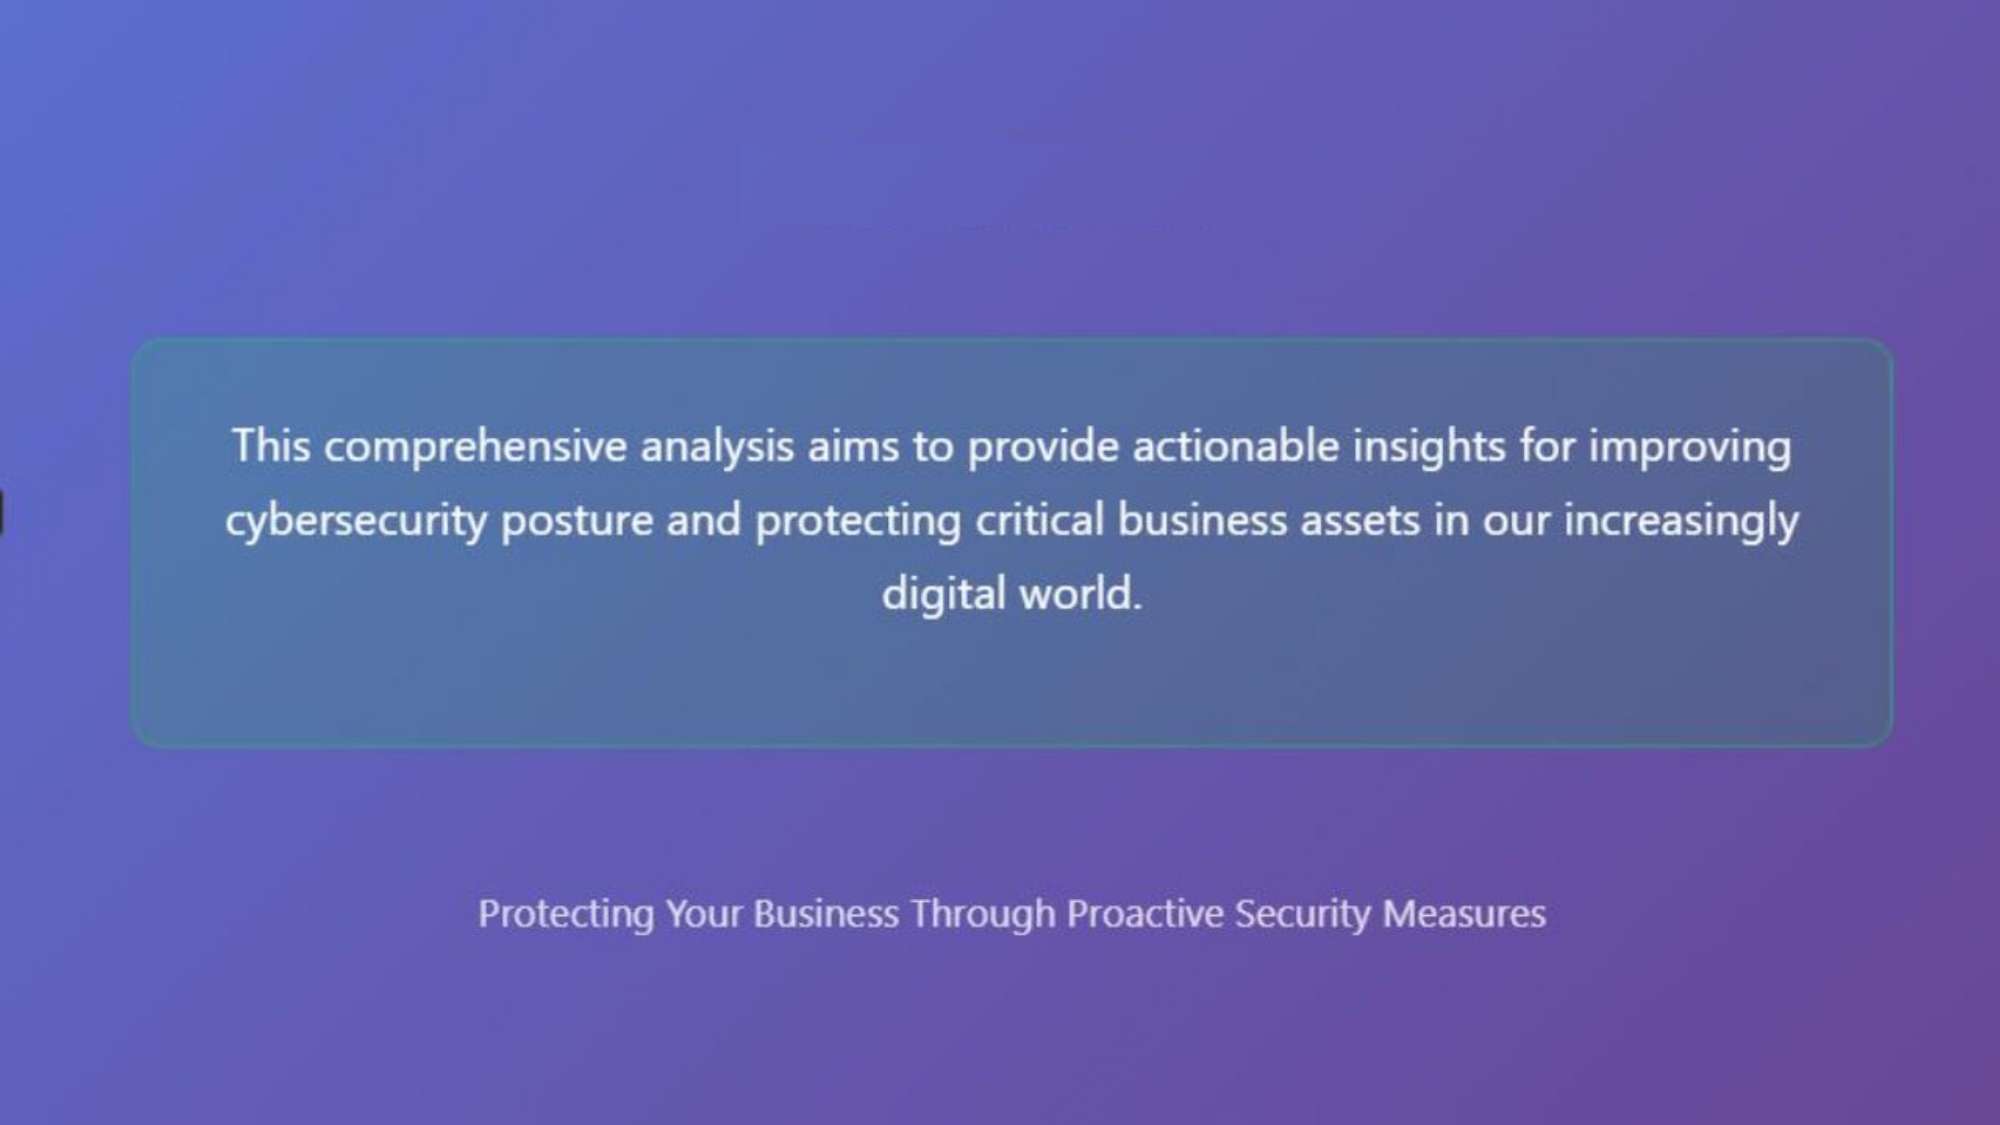 This comprehensive analysis aims to provide actionable insights for improving
cybersecurity posture and protecting critical business assets in our increasingly
digital world.
Protecting Your Business Through Proactive Security Measures